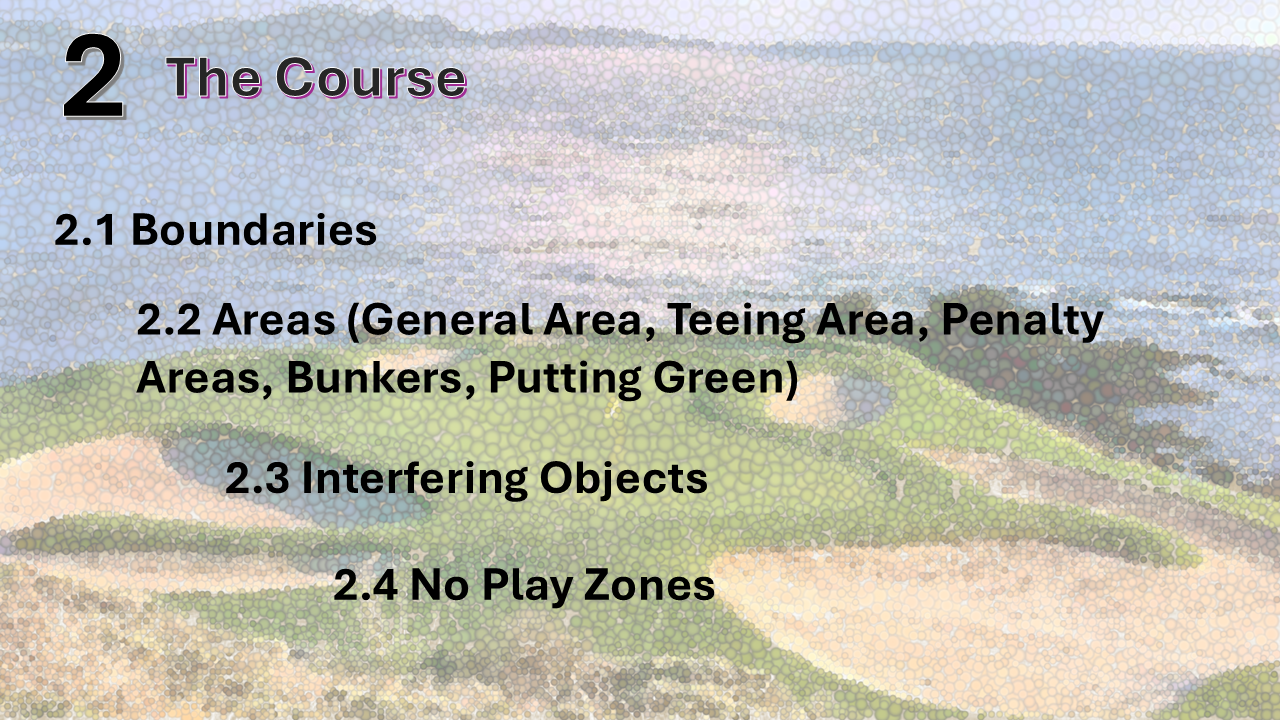 2 The Course
2.1 Boundaries
2.2 Areas (General Area, Teeing Area, Penalty
Areas, Bunkers, Putting Green)
2.3 Interfering Objects
2.4 No Play Zones